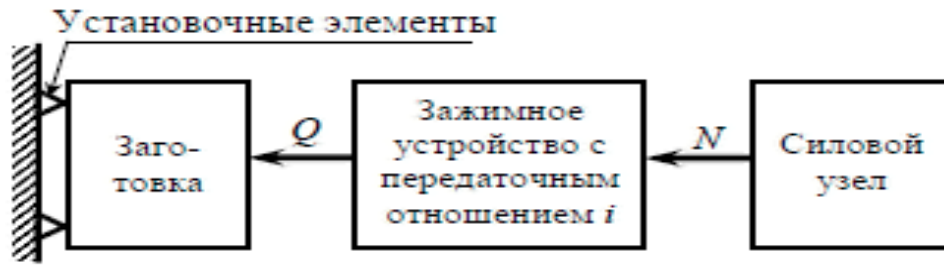 Установочные элементы
Заго-
товка
Q
Зажимное
устройство с
передаточным
отношением i
N
Силовой
узел